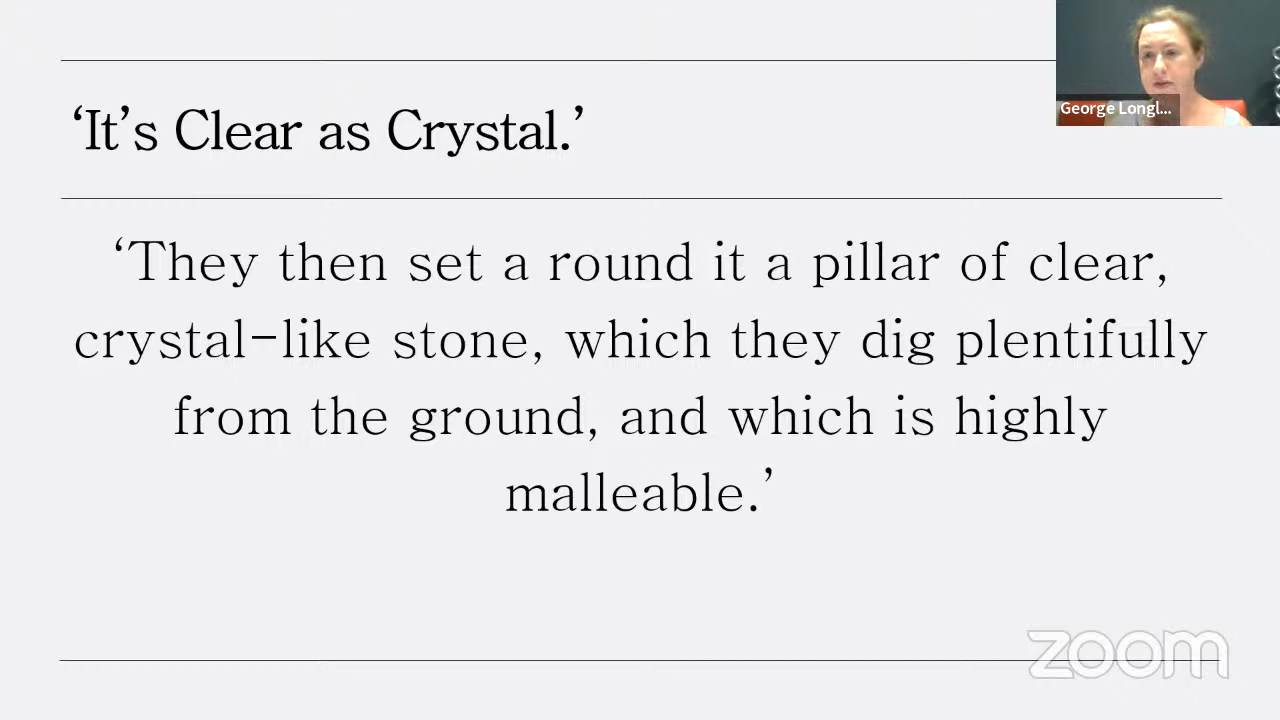 ‘It’s Clear as Crystal.’
George Longl...
‘They then set a round it a pillar of clear,
crystal-like stone, which they dig plentifully
from the ground, and which is highly
malleable.’
zoom